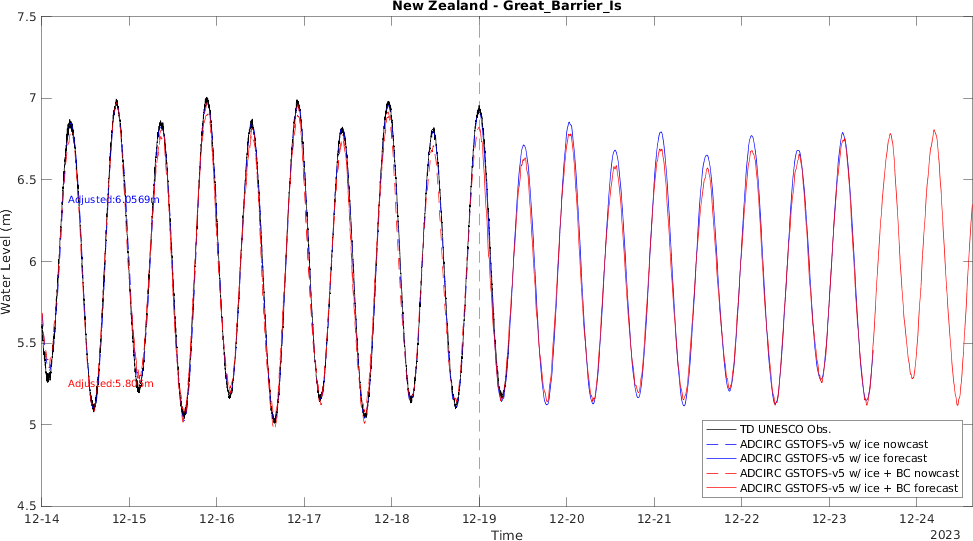 New Zealand - Great_Barrier_Is
7.5
7
6.5
6
5.5
5
4.5
Water Level (m)
Adjusted:6.0569m
TD UNESCO Obs.
ADCIRC GSTOFS-v5 w/ ice nowcast
ADCIRC GSTOFS-v5 w/ ice forecast
ADCIRC GSTOFS-v5 w/ ice + BC nowcast
ADCIRC GSTOFS-v5 w/ ice + BC forecast
12-14 12-15 12-16 12-17 12-18 12-19 12-20 12-21 12-22 12-23 12-24
Time
2023